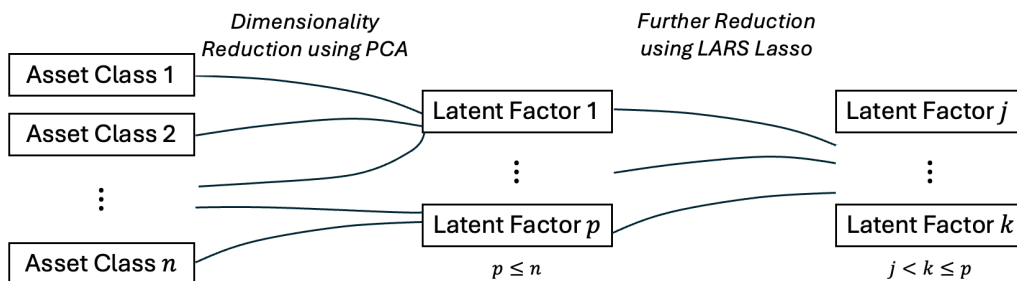 Dimensionality
Reduction using PCA
Further Reduction
using LARS Lasso
Asset Class 1
Asset Class 2
⋮
Asset Class n
Latent Factor 1
⋮
Latent Factor p
p ≤ n
Latent Factor j
⋮
Latent Factor k
j < k ≤ p